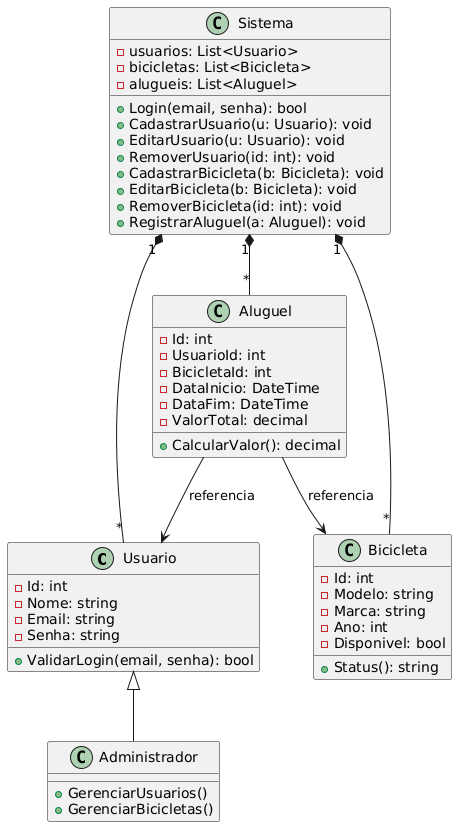 C Sistema
usuarios: List<Usuario>
bicicletas: List<Bicicleta>
alugueis: List<Aluguel>
Login(email, senha): bool
CadastrarUsuario(u: Usuario): void
EditarUsuario(u: Usuario): void
RemoverUsuario(id: int): void
CadastrarBicicleta(b: Bicicleta): void
EditarBicicleta(b: Bicicleta): void
RemoverBicicleta(id: int): void
RegistrarAluguel(a: Aluguel): void
1 1 1
*
C Aluguel
Id: int
UsuarioId: int
BicicletaId: int
DataInicio: DateTime
DataFim: DateTime
ValorTotal: decimal
CalcularValor(): decimal
referencia referencia
* *
C Usuario
Id: int
Nome: string
Email: string
Senha: string
ValidarLogin(email, senha): bool
C Bicicleta
Id: int
Modelo: string
Marca: string
Ano: int
Disponivel: bool
Status(): string
C Administrador
GerenciarUsuarios()
GerenciarBicicletas()